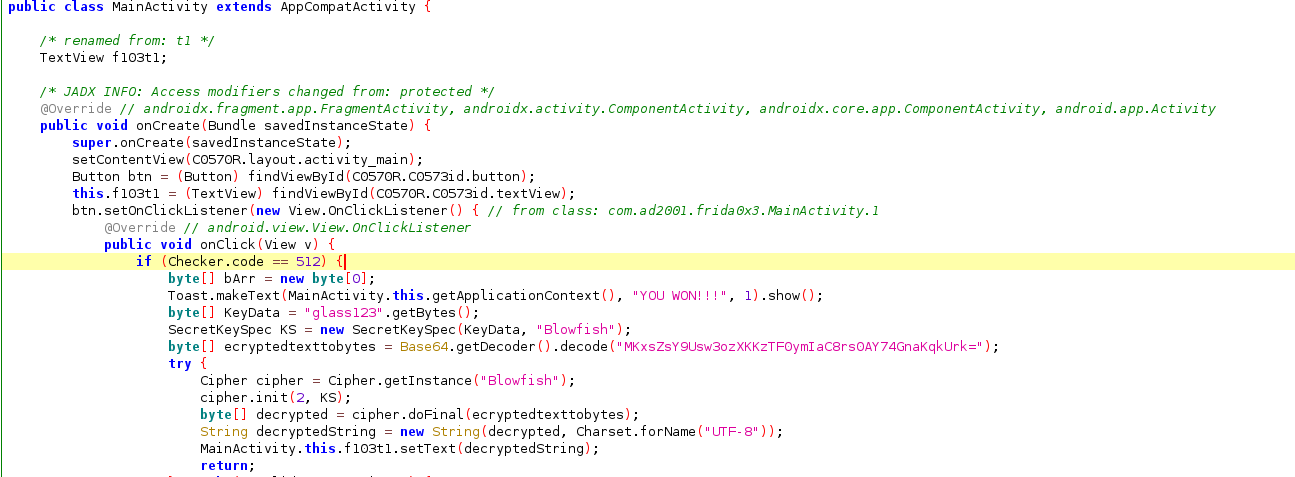 public class MainActivity extends AppCompatActivity {
/* renamed from: t1 */
TextView f103t1;
/* JADX INFO: Access modifiers changed from: protected */
@Override // androidx.fragment.app.FragmentActivity, androidx.activity.ComponentActivity, androidx.core.app.ComponentActivity, android.app.Activity
public void onCreate(Bundle savedInstanceState) {
super.onCreate(savedInstanceState);
setContentView(C0570R.layout.activity_main);
Button btn = (Button) findViewById(C0570R.C0573id.button);
this.f103t1 = (TextView) findViewById(C0570R.C0573id.textView);
btn.setOnClickListener(new View.OnClickListener() { // from class: com.ad2001.frida0x3.MainActivity.1
@Override // android.view.View.OnClickListener
public void onClick(View v) {
if (Checker.code == 512) {
byte[] bArr = new byte[0];
Toast.makeText(MainActivity.this.getApplicationContext(), "YOU WON!!!", 1).show();
byte[] KeyData = "glass123".getBytes();
SecretKeySpec KS = new SecretKeySpec(KeyData, "Blowfish");
byte[] ecryptedtexttobytes = Base64.getDecoder().decode("MKxsZsY9Usw3ozXKKzTF0ymIaC8rs0AY74GnaKqkUrk=");
try {
Cipher cipher = Cipher.getInstance("Blowfish");
cipher.init(2, KS);
byte[] decrypted = cipher.doFinal(ecryptedtexttobytes);
String decryptedString = new String(decrypted, Charset.forName("UTF-8"));
MainActivity.this.f103t1.setText(decryptedString);
return;